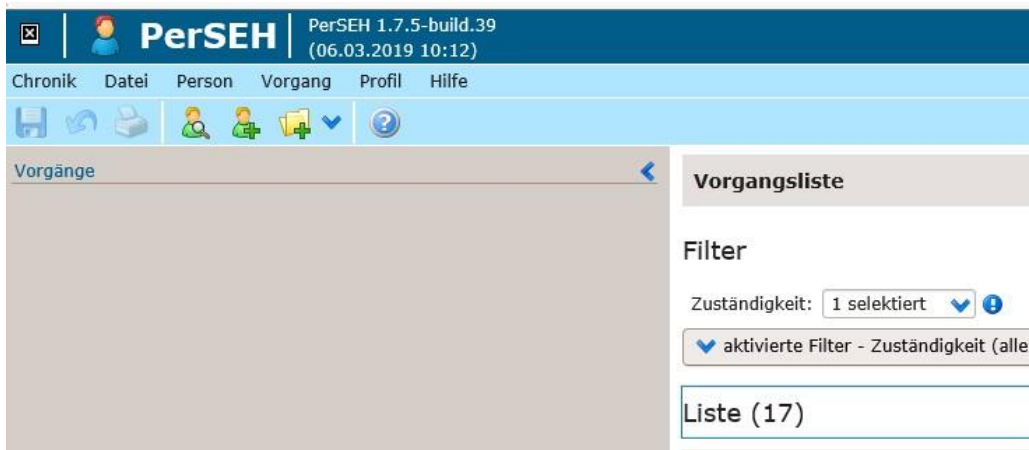 PerSEH
PerSEH 1.7.5-build.39
(06.03.2019 10:12)
Chronik Datei Person Vorgang Profil Hilfe
Vorgänge
Vorgangsliste
Filter
Zuständigkeit: 1 selektiert
aktivierte Filter - Zuständigkeit (alle
Liste (17)